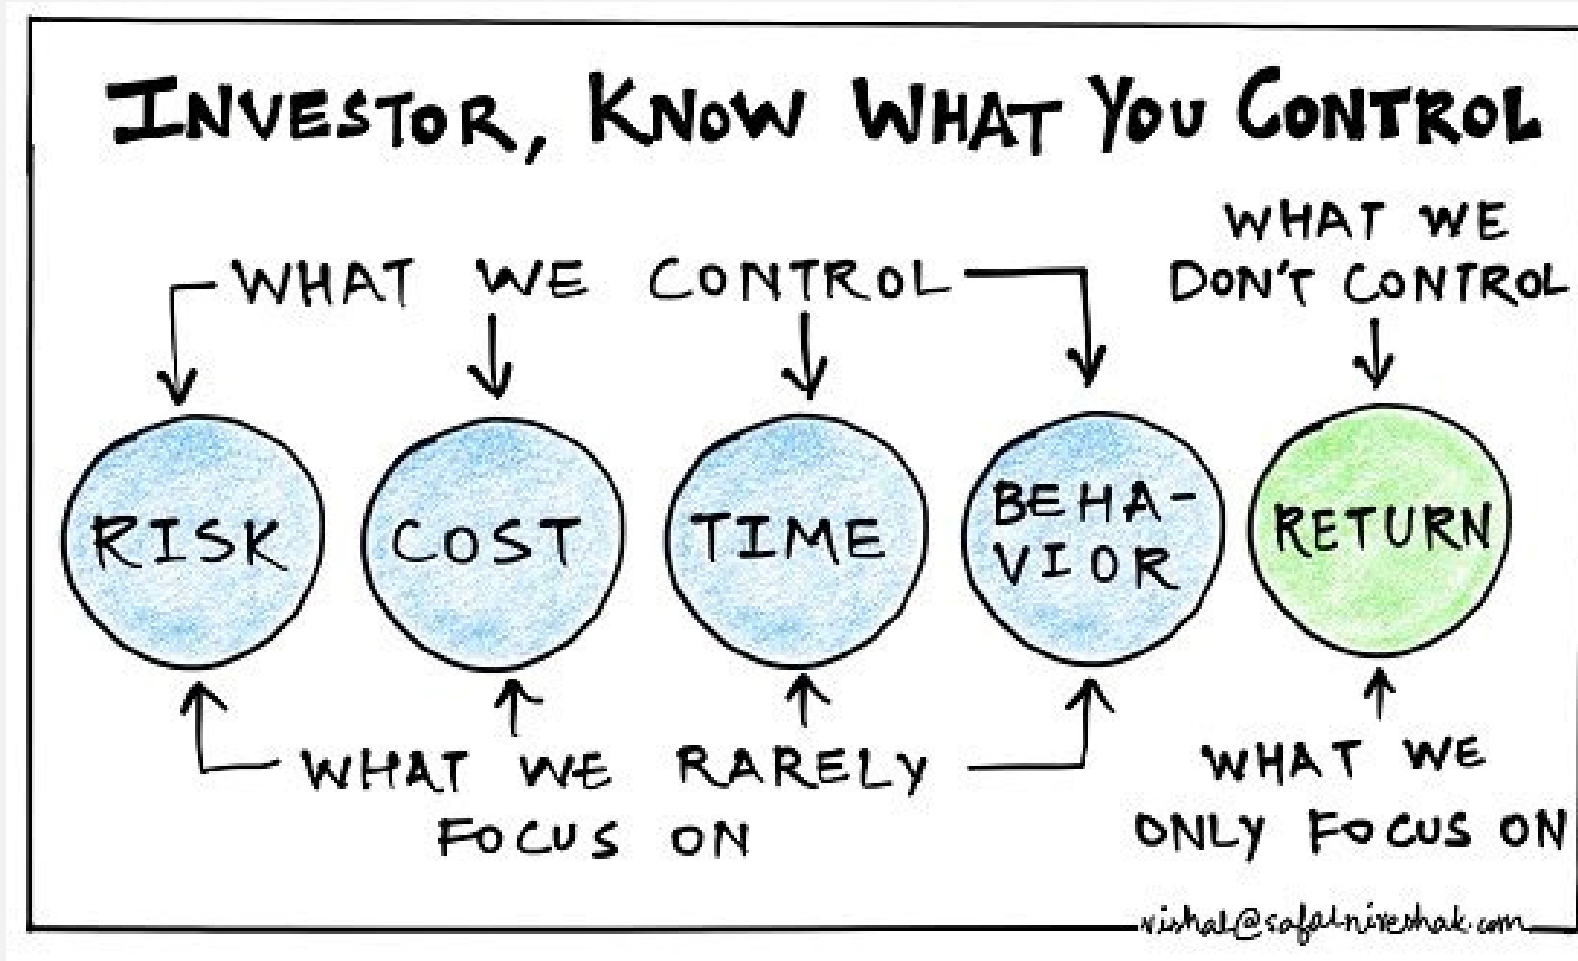 INVESTOR, KNOW WHAT YOU CONTROL
WHAT WE
DON'T CONTROL
WHAT WE CONTROL
RISK
COST
TIME
BEHA-
VIOR
RETURN
WHAT WE RARELY
FOCUS ON
WHAT WE
ONLY FOCUS ON
vishal@safalniveshak.com